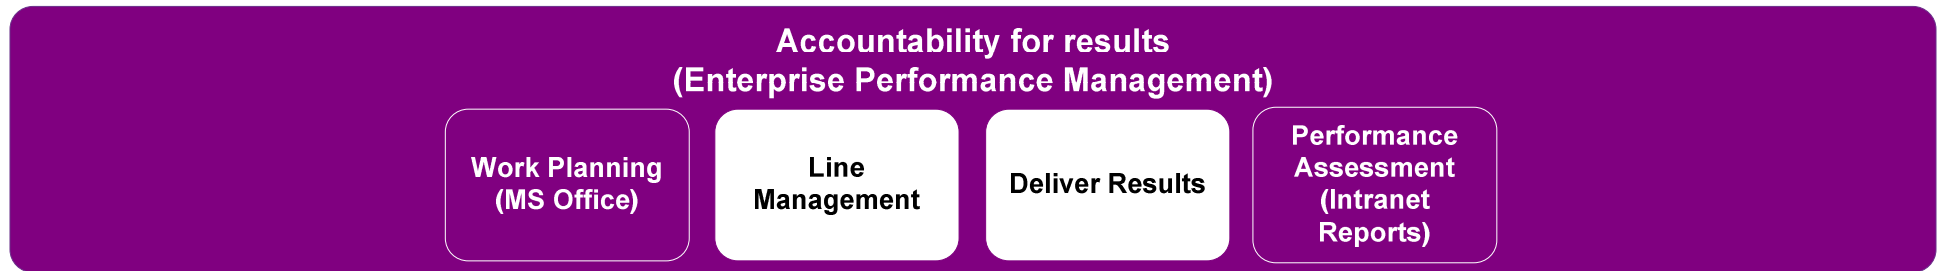 Accountability for results
(Enterprise Performance Management)
Work Planning
(MS Office)
Line
Management
Deliver Results
Performance
Assessment
(Intranet
Reports)